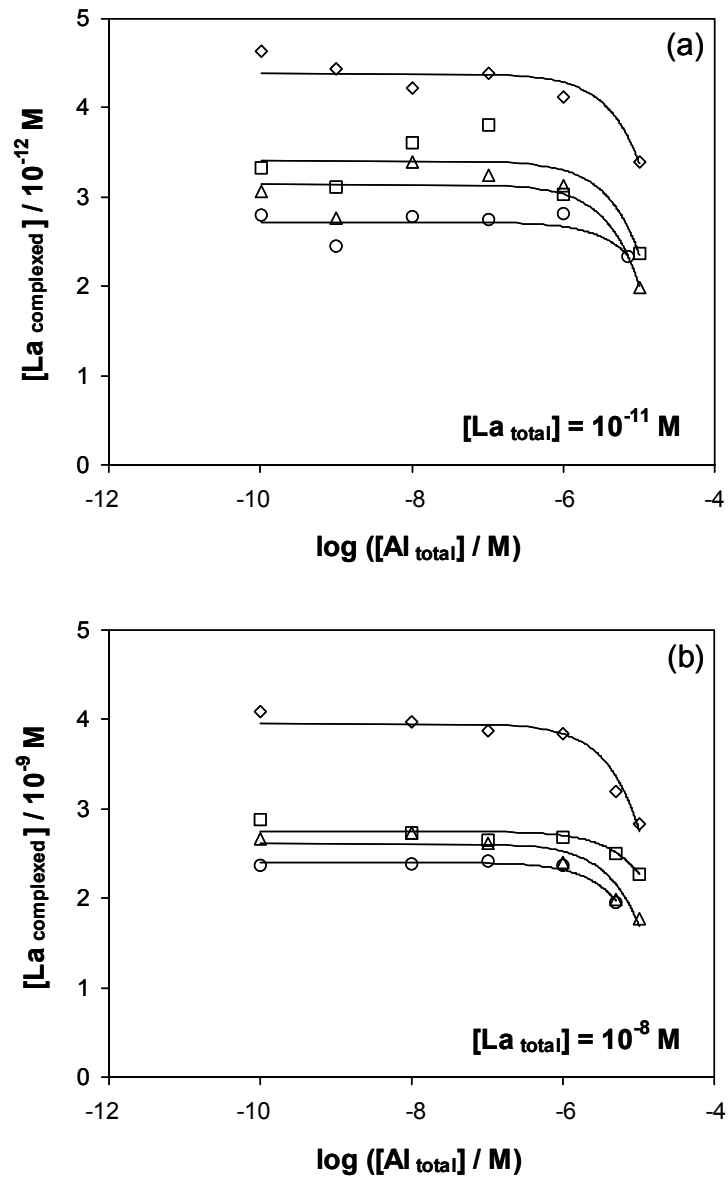 (a)
5
4
3
2
1
0
[La complexed] / 10-12 M
[La total] = 10-11 M
-12 -10 -8 -6 -4
log ([Al total] / M)
(b)
5
4
3
2
1
0
[La complexed] / 10-9 M
[La total] = 10-8 M
-12 -10 -8 -6 -4
log ([Al total] / M)